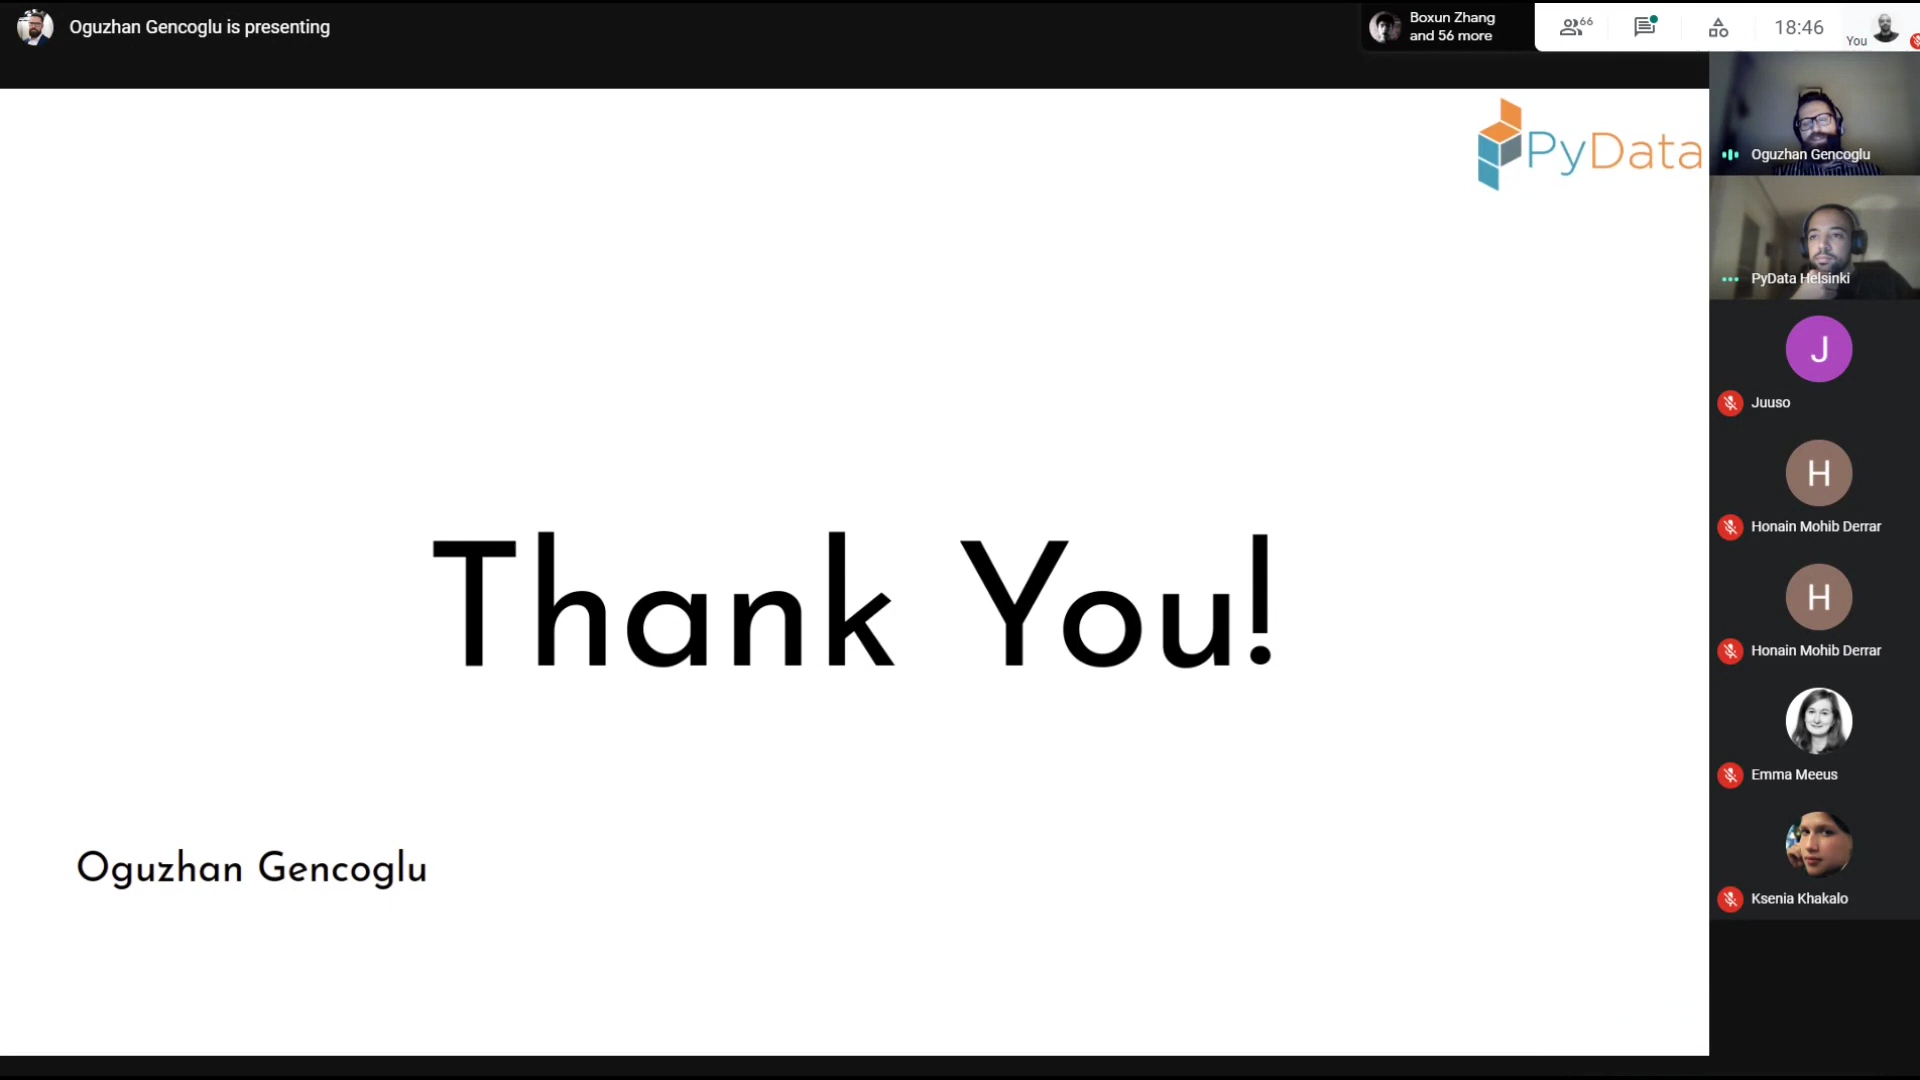 Oguzhan Gencoglu is presenting
Boxun Zhang
and 56 more
66
18:46
You
PyData
Oguzhan Gencoglu
PyData Helsinki
J
Juuso
H
Honain Mohib Derrar
H
Honain Mohib Derrar
Emma Meeus
Ksenia Khakalo
Thank You!
Oguzhan Gencoglu